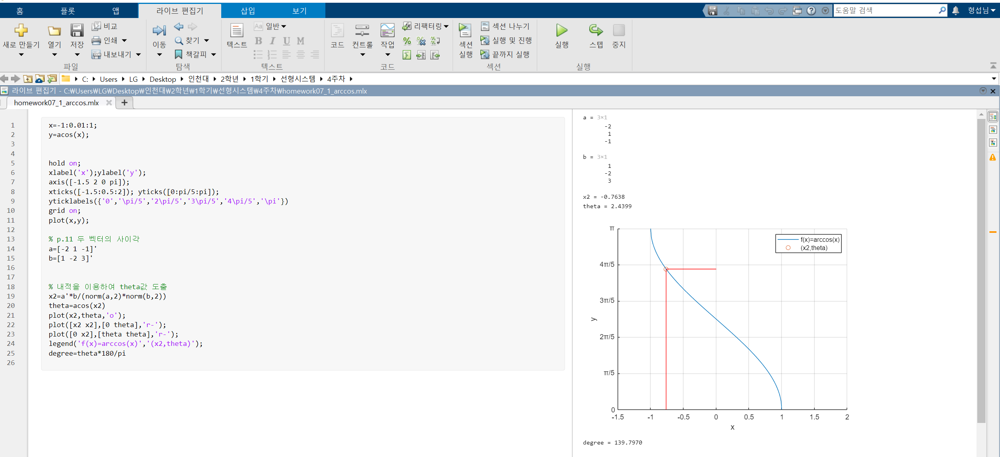 홈 플롯 앱 라이브 편집기 삽입 보기 도움말 검색 형섭님
새로 만들기 열기 저장 비교 인쇄 내보내기
이동 찾기 책갈피
텍스트 Aa 일반 B I U M
코드 컨트롤 작업 리팩터링
섹션 실행 섹션 나누기 실행 및 진행 끝까지 실행
실행 스텝 중지
파일 탐색 텍스트 코드 섹션 실행
C: Users LG Desktop 인천대 2학년 1학기 선형시스템 4주차
라이브 편집기 - C:₩Users₩LG₩Desktop₩인천대₩2학년₩1학기₩선형시스템₩4주차₩homework07_1_arccos.mlx
homework07_1_arccos.mlx
1 x=-1:0.01:1;
2 y=acos(x);
3
4
5 hold on;
6 xlabel('x');ylabel('y');
7 axis([-1.5 2 0 pi]);
8 xticks([-1.5:0.5:2]); yticks([0:pi/5:pi]);
9 yticklabels({'0','\pi/5','2\pi/5','3\pi/5','4\pi/5','\pi'})
10 grid on;
11 plot(x,y);
12
13 % p.11 두 벡터의 사이각
14 a=[-2 1 -1]'
15 b=[1 -2 3]'
16
17
18 % 내적을 이용하여 theta값 도출
19 x2=a'*b/(norm(a,2)*norm(b,2))
20 theta=acos(x2)
21 plot(x2,theta,'o');
22 plot([x2 x2],[0 theta],'r-');
23 plot([0 x2],[theta theta],'r-');
24 legend('f(x)=arccos(x)','(x2,theta)');
25 degree=theta*180/pi
26
a = 3×1
-2
1
-1
b = 3×1
1
-2
3
x2 = -0.7638
theta = 2.4399
π
4π/5
3π/5
2π/5
π/5
0
y
f(x)=arccos(x)
(x2,theta)
-1.5 -1 -0.5 0 0.5 1 1.5 2
x
degree = 139.7970